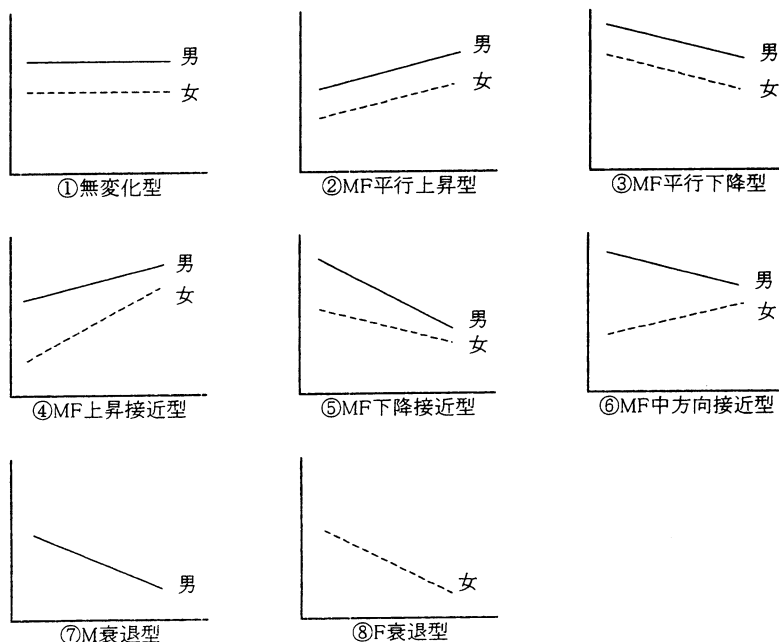 男
女
①無変化型
男
女
②MF平行上昇型
男
女
③MF平行下降型
男
女
④MF上昇接近型
男
女
⑤MF下降接近型
男
女
⑥MF中方向接近型
男
⑦M衰退型
女
⑧F衰退型